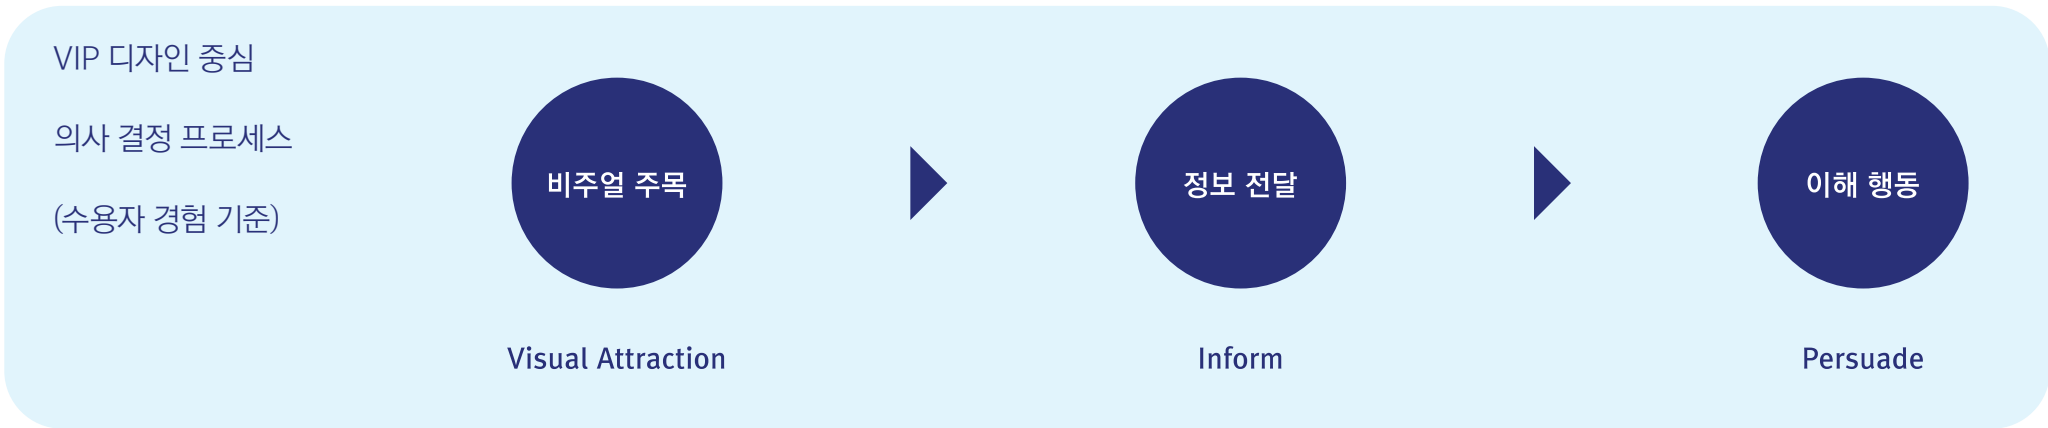 VIP 디자인 중심
의사 결정 프로세스
(수용자 경험 기준)
비주얼 주목
정보 전달
이해 행동
Visual Attraction
Inform
Persuade